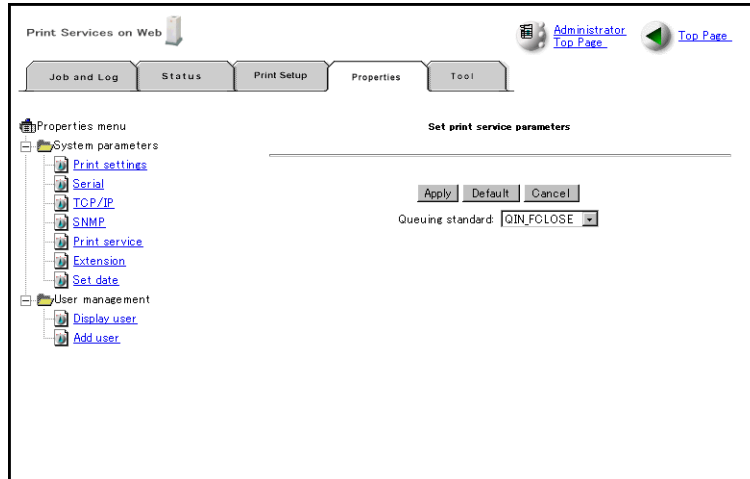 Print Services on Web
Administrator
Top Page
Top Page
Job and Log
Status
Print Setup
Properties
Tool
Properties menu
System parameters
Print settings
Serial
TCP/IP
SNMP
Print service
Extension
Set date
User management
Display user
Add user
Set print service parameters
Apply Default Cancel
Queuing standard: QIN_FCLOSE